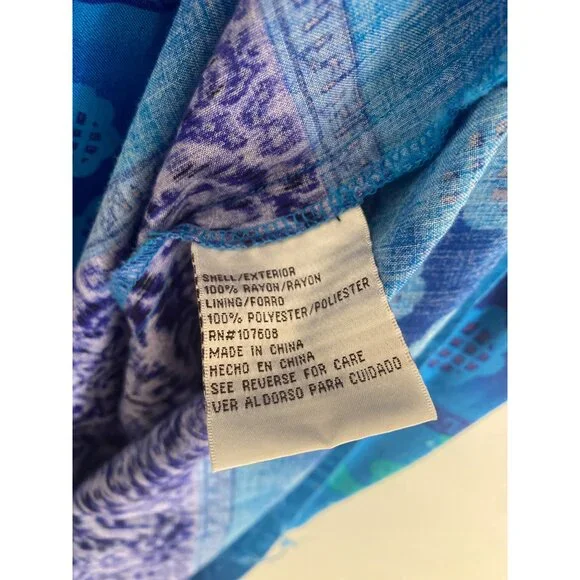 SHELL/EXTERIOR
100% RAYON/RAYON
LINING/FORRO
100% POLYESTER/POLIESTER
RN#107608
MADE IN CHINA
HECHO EN CHINA
SEE REVERSE FOR CARE
VER ALDORSO PARA CUIDADO